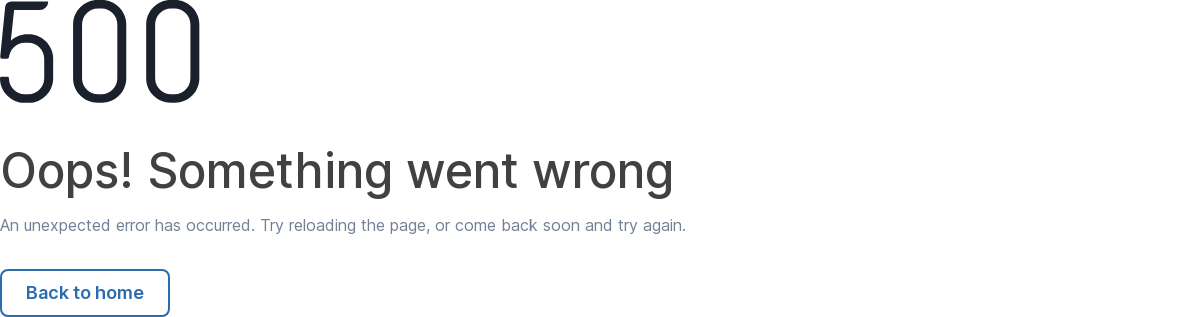 500
Oops! Something went wrong
An unexpected error has occurred. Try reloading the page, or come back soon and try again.
Back to home